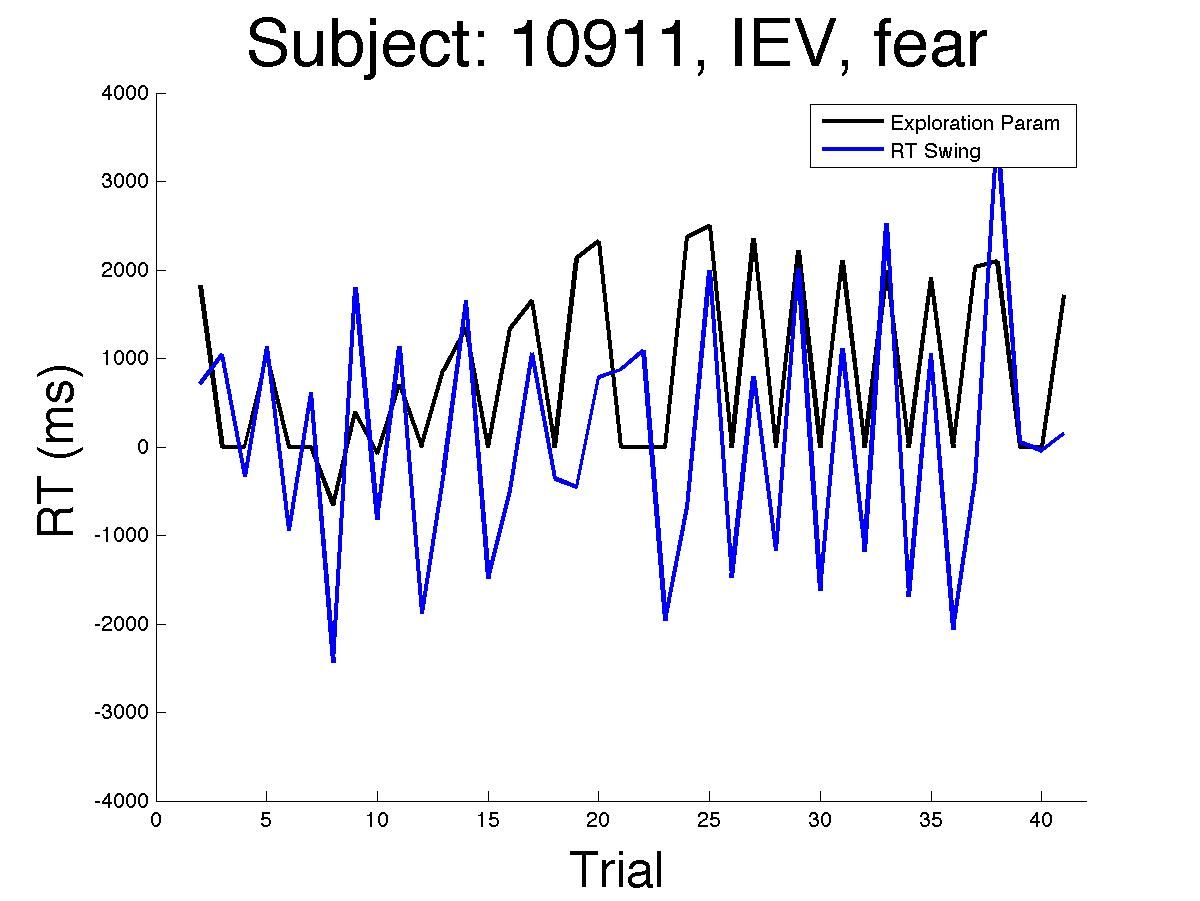 Subject: 10911, IEV, fear
4000
3000
2000
1000
0
-1000
-2000
-3000
-4000
RT (ms)
Exploration Param
RT Swing
0 5 10 15 20 25 30 35 40
Trial